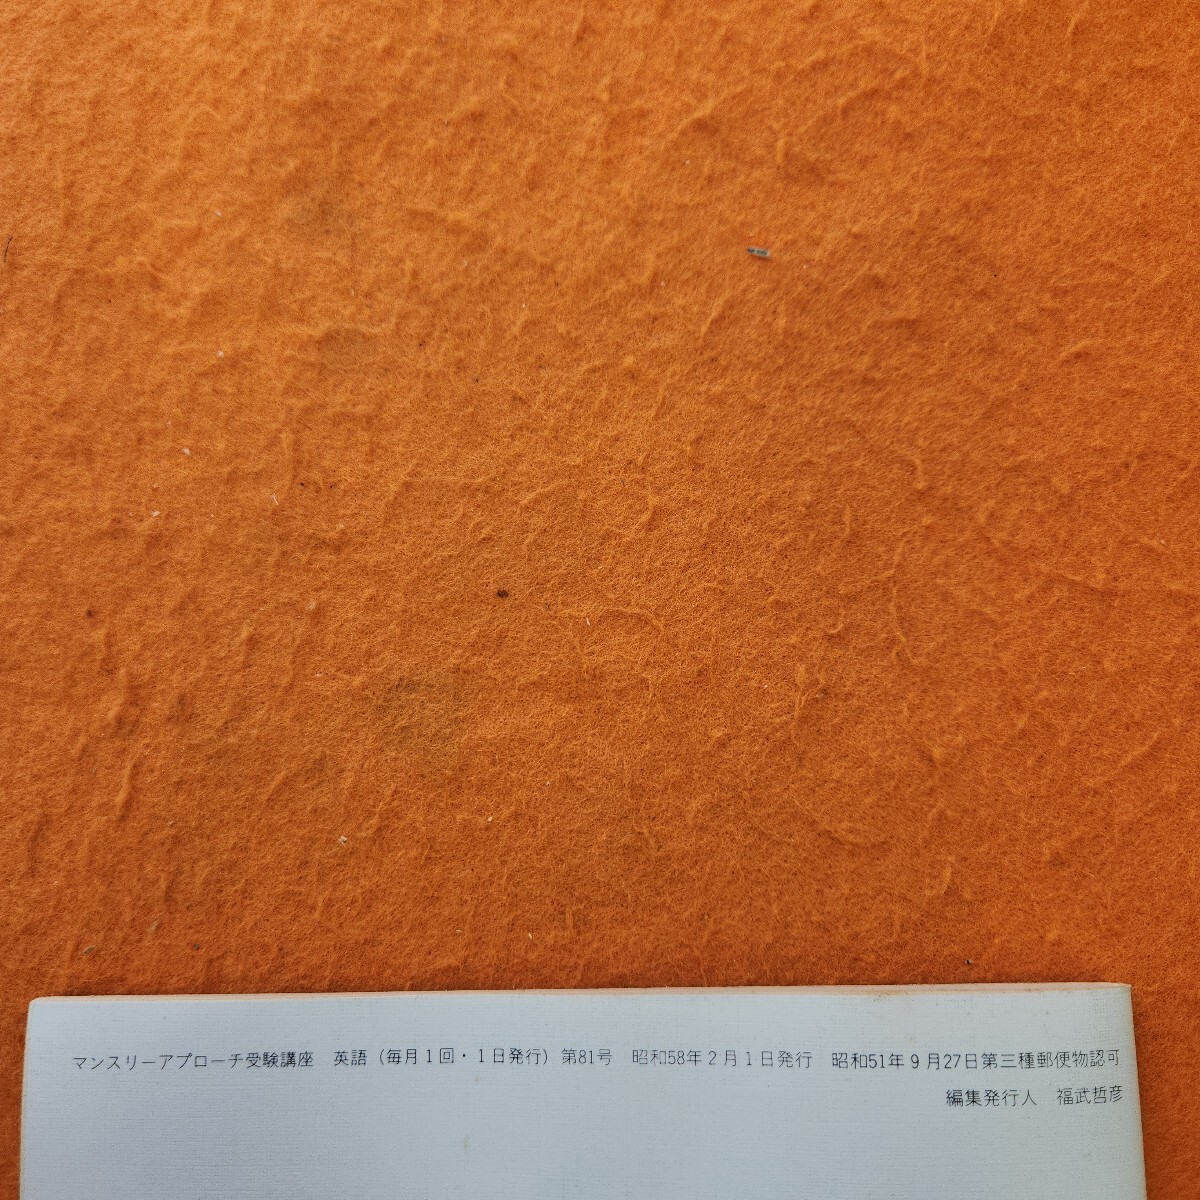 マンスリーアプローチ受験講座　英語（毎月１回・１日発行）第81号　昭和58年２月１日発行　昭和51年９月27日第三種郵便物認可
編集発行人　福武哲彦